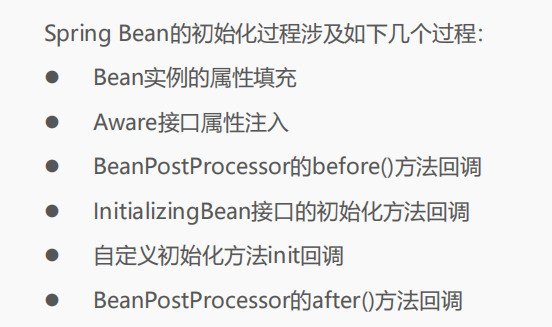 Spring Bean的初始化过程涉及如下几个过程：
● Bean实例的属性填充
● Aware接口属性注入
● BeanPostProcessor的before()方法回调
● InitializingBean接口的初始化方法回调
● 自定义初始化方法init回调
● BeanPostProcessor的after()方法回调